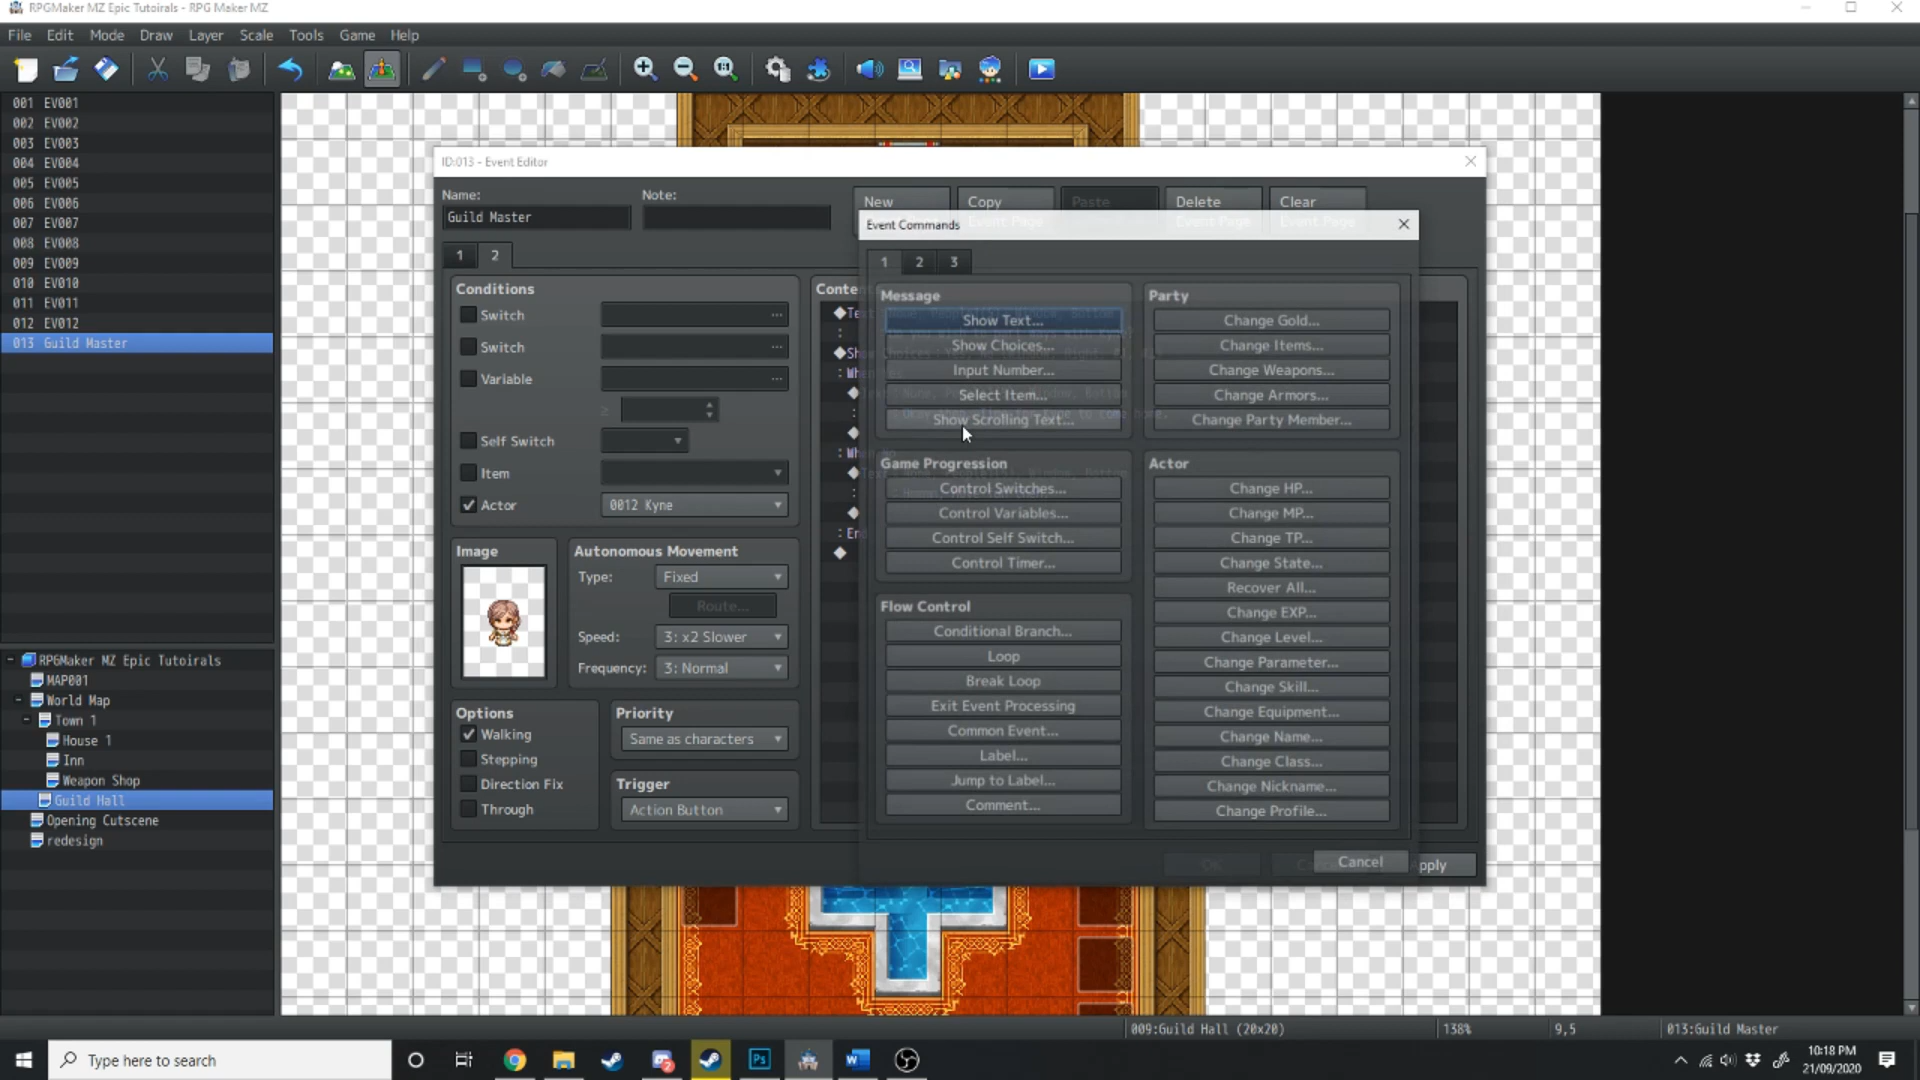 RPGMaker MZ Epic Tutoirals - RPG Maker MZ
File Edit Mode Draw Layer Scale Tools Game Help
001 EV001
002 EV002
003 EV003
004 EV004
005 EV005
006 EV006
007 EV007
008 EV008
009 EV009
010 EV010
011 EV011
012 EV012
013 Guild Master
RPGMaker MZ Epic Tutoirals
MAP001
World Map
Town 1
House 1
Inn
Weapon Shop
Guild Hall
Opening Cutscene
redesign
ID:013 - Event Editor
Name:
Note:
Guild Master
New
Copy
Paste
Delete
Clear
1 2
Conditions
Switch
Switch
Variable
≥
Self Switch
Item
Actor 0012 Kyne
Image
Autonomous Movement
Type: Fixed
Route...
Speed: 3: x2 Slower
Frequency: 3: Normal
Options
Walking
Stepping
Direction Fix
Through
Priority
Same as characters
Trigger
Action Button
Event Commands
1 2 3
Message
Show Text...
Show Choices...
Input Number...
Select Item...
Show Scrolling Text...
Game Progression
Control Switches...
Control Variables...
Control Self Switch...
Control Timer...
Flow Control
Conditional Branch...
Loop
Break Loop
Exit Event Processing
Common Event...
Label...
Jump to Label...
Comment...
Party
Change Gold...
Change Items...
Change Weapons...
Change Armors...
Change Party Member...
Actor
Change HP...
Change MP...
Change TP...
Change State...
Recover All...
Change EXP...
Change Level...
Change Parameter...
Change Skill...
Change Equipment...
Change Name...
Change Class...
Change Nickname...
Change Profile...
Cancel
009:Guild Hall (20x20) 138% 9,5 013:Guild Master
Type here to search
10:18 PM
21/09/2020